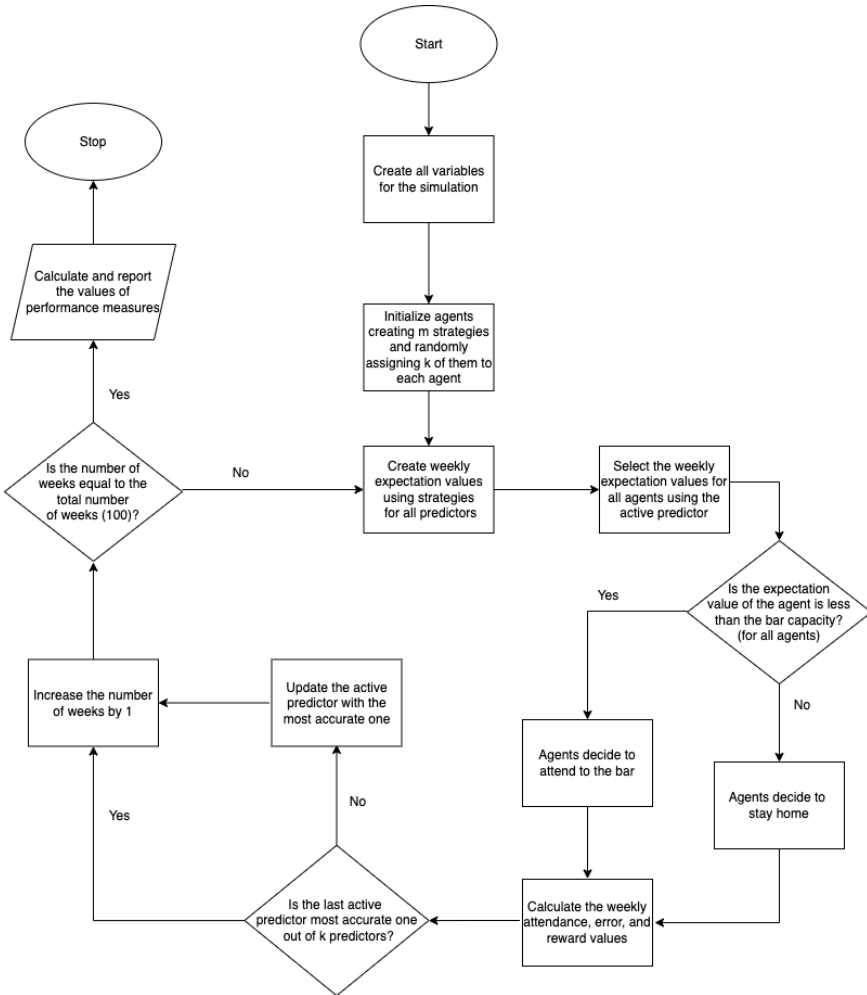 Start
Stop
Create all variables
for the simulation
Calculate and report
the values of
performance measures
Initialize agents
creating m strategies
and randomly
assigning k of them to
each agent
Yes
Is the number of
weeks equal to the
total number
of weeks (100)?
No
Create weekly
expectation values
using strategies
for all predictors
Select the weekly
expectation values for
all agents using the
active predictor
Is the expectation
value of the agent is less
than the bar capacity?
(for all agents)
Yes
No
Increase the number
of weeks by 1
Update the active
predictor with the
most accurate one
Agents decide to
attend to the bar
Agents decide to
stay home
Yes
No
Is the last active
predictor most accurate one
out of k predictors?
Calculate the weekly
attendance, error, and
reward values